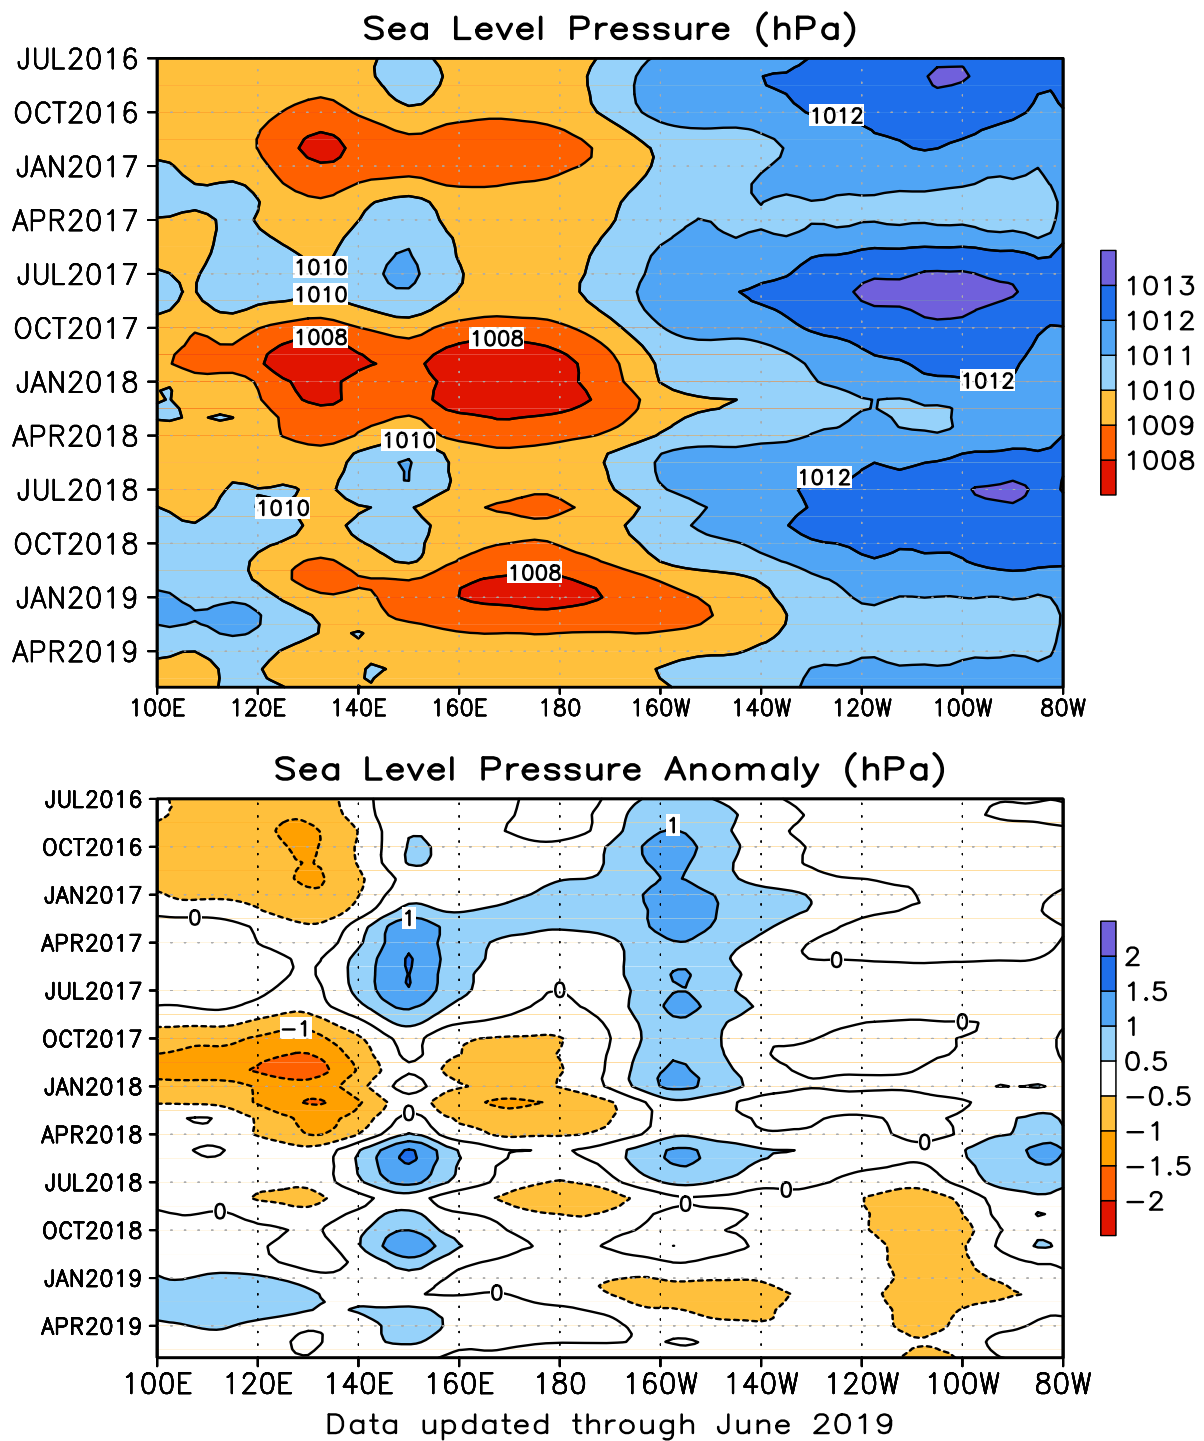 Sea Level Pressure (hPa)
JUL2016
OCT2016
1012
JAN2017
APR2017
1010
JUL2017
1010
1013
OCT2017
1012
1008
1008
1011
JAN2018
1012
1010
1009
APR2018
1010
1008
1012
JUL2018
1010
OCT2018
1008
JAN2019
APR2019
100E 120E 140E 160E 180 160W 140W 120W 100W 80W
Sea Level Pressure Anomaly (hPa)
JUL2016
1
OCT2016
JAN2017
0
1
APR2017
0
2
JUL2017
0
1.5
0
−1
1
OCT2017
0.5
JAN2018
−0.5
0
APR2018
0
−1
−1.5
JUL2018
0
0
−2
0
OCT2018
JAN2019
0
APR2019
100E 120E 140E 160E 180 160W 140W 120W 100W 80W
Data updated through June 2019